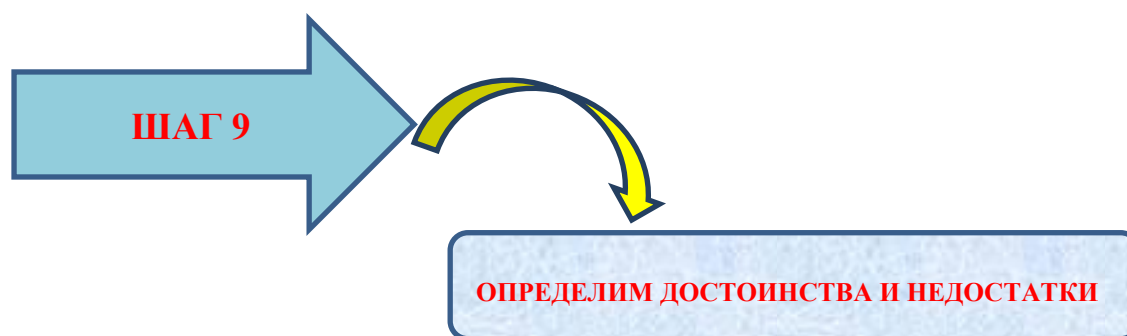 ШАГ 9
ОПРЕДЕЛИМ ДОСТОИНСТВА И НЕДОСТАТКИ